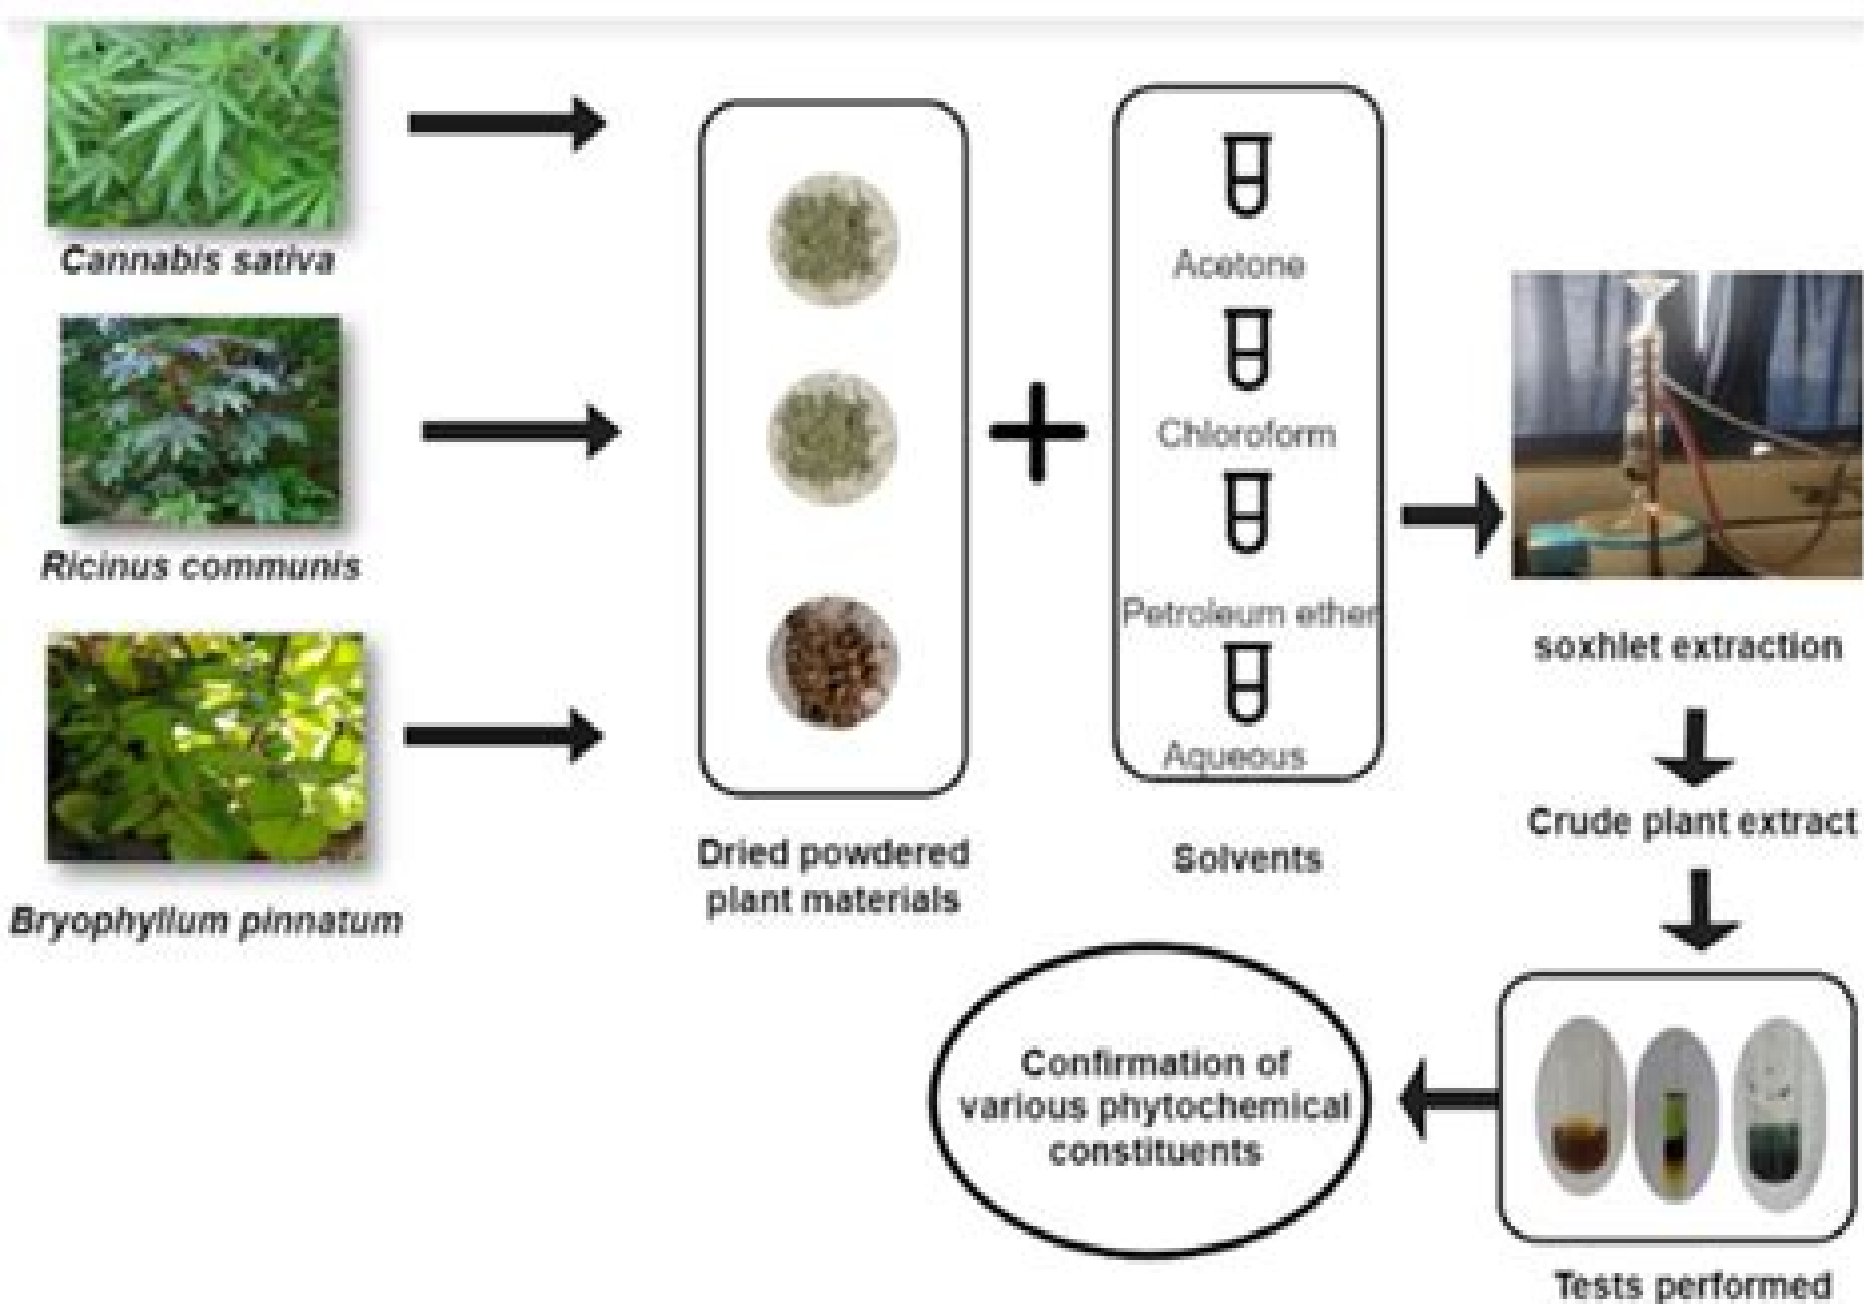 Cannabis sativa
Ricinus communis
Bryophyllum pinnatum
Dried powdered
plant materials
Acetone
Chloroform
Petroleum ether
Aqueous
Solvents
soxhlet extraction
Crude plant extract
Tests performed
Confirmation of
various phytochemical
constituents